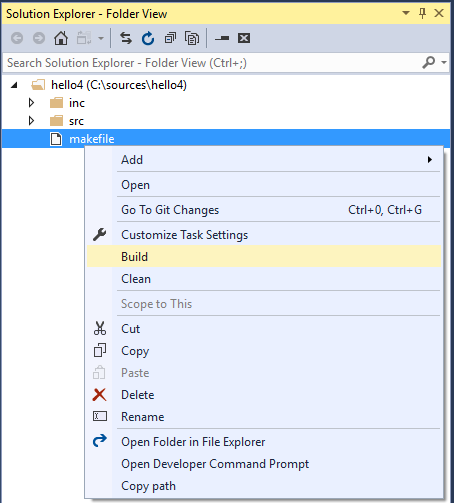 Solution Explorer - Folder View
Search Solution Explorer - Folder View (Ctrl+;)
hello4 (C:\sources\hello4)
inc
src
makefile
Add
Open
Go To Git Changes Ctrl+0, Ctrl+G
Customize Task Settings
Build
Clean
Scope to This
Cut
Copy
Paste
Delete
Rename
Open Folder in File Explorer
Open Developer Command Prompt
Copy path